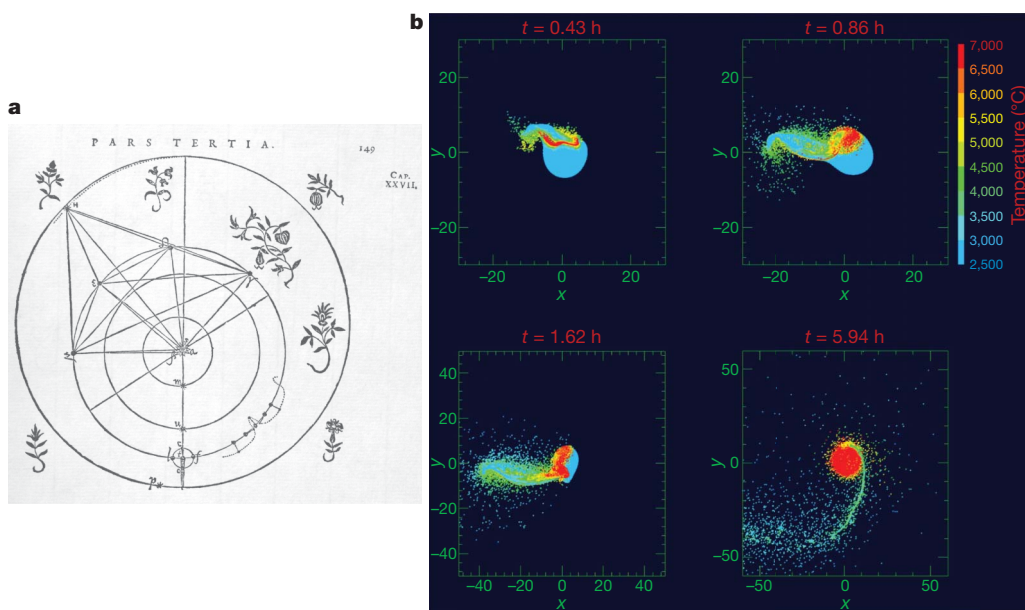 a
PARS TERTIA.
149
CAP.
XXVII,
b
t = 0.43 h
20
0
−20
y
−20 0 20
x
t = 0.86 h
20
0
−20
y
−20 0 20
x
7,000
6,500
6,000
5,500
5,000
4,500
4,000
3,500
3,000
2,500
Temperature (°C)
t = 1.62 h
40
20
0
−20
−40
y
−40 −20 0 20
x
t = 5.94 h
50
0
−50
y
−50 0 50
x